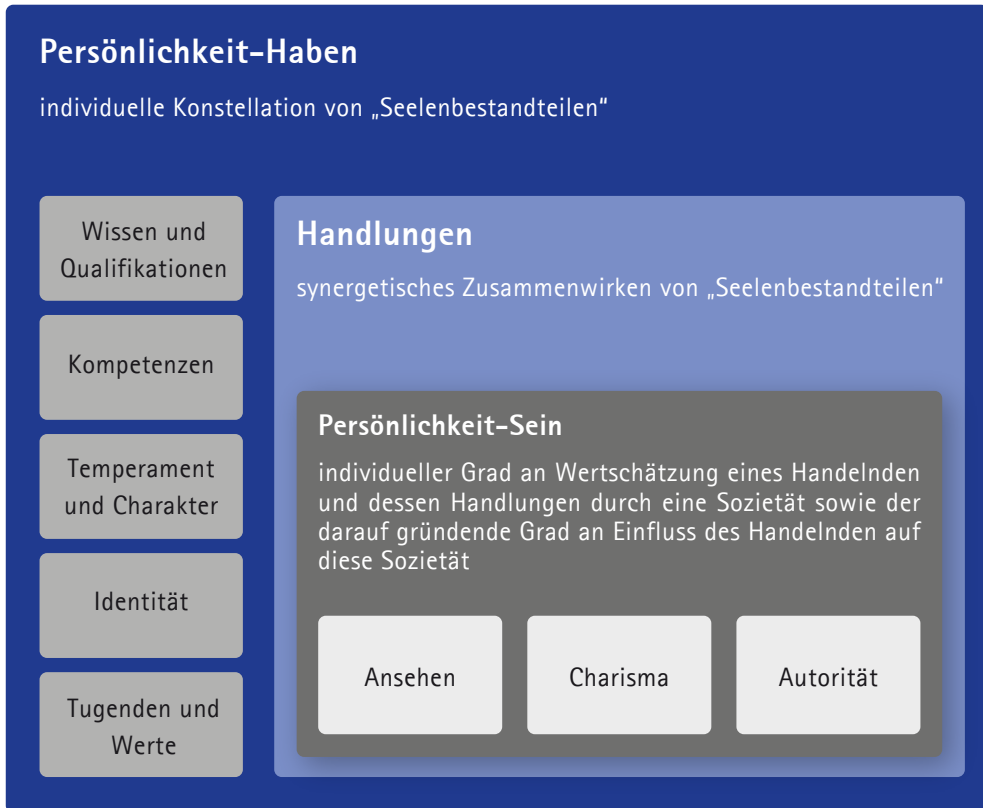 Persönlichkeit-Haben
individuelle Konstellation von „Seelenbestandteilen“
Wissen und
Qualifikationen
Kompetenzen
Temperament
und Charakter
Identität
Tugenden und
Werte
Handlungen
synergetisches Zusammenwirken von „Seelenbestandteilen“
Persönlichkeit-Sein
individueller Grad an Wertschätzung eines Handelnden
und dessen Handlungen durch eine Sozietät sowie der
darauf gründende Grad an Einfluss des Handelnden auf
diese Sozietät
Ansehen
Charisma
Autorität